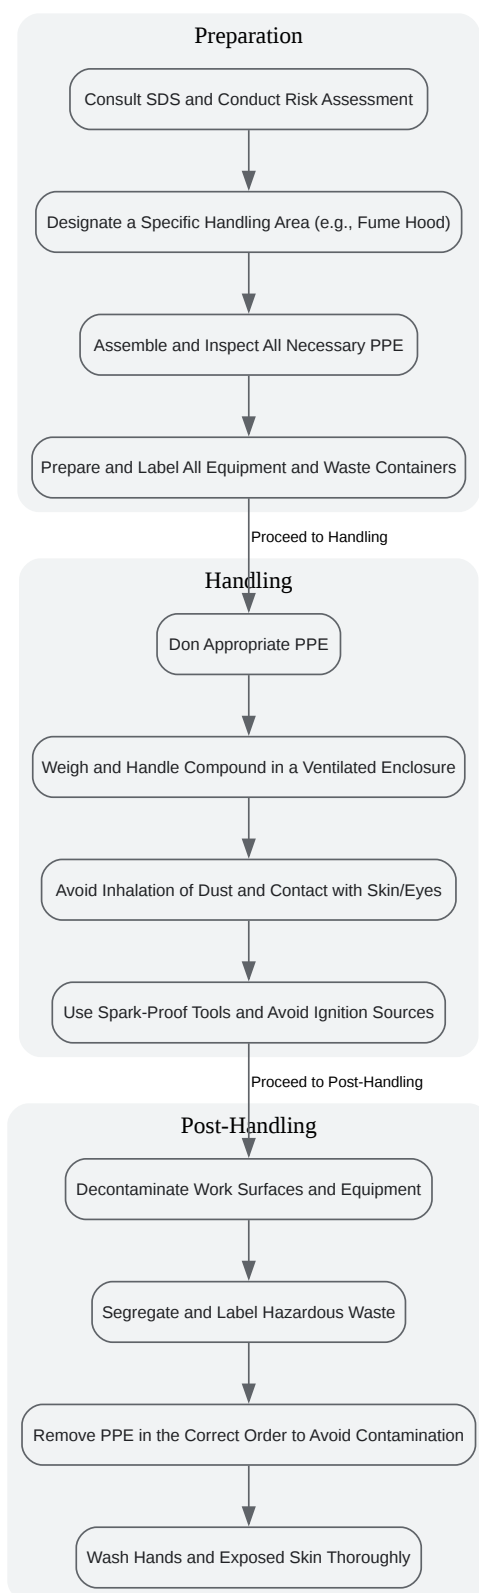 Preparation
Consult SDS and Conduct Risk Assessment
Designate a Specific Handling Area (e.g., Fume Hood)
Assemble and Inspect All Necessary PPE
Prepare and Label All Equipment and Waste Containers
Proceed to Handling
Handling
Don Appropriate PPE
Weigh and Handle Compound in a Ventilated Enclosure
Avoid Inhalation of Dust and Contact with Skin/Eyes
Use Spark-Proof Tools and Avoid Ignition Sources
Proceed to Post-Handling
Post-Handling
Decontaminate Work Surfaces and Equipment
Segregate and Label Hazardous Waste
Remove PPE in the Correct Order to Avoid Contamination
Wash Hands and Exposed Skin Thoroughly